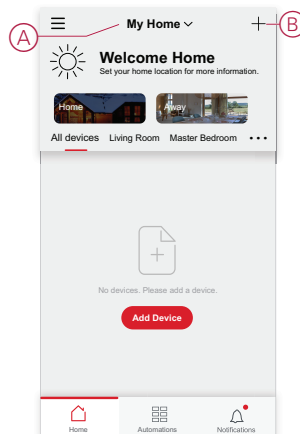 A
My Home
B
Welcome Home
Set your home location for more information.
Home
Away
All devices Living Room Master Bedroom
No devices. Please add a device.
Add Device
Home Automations Notifications